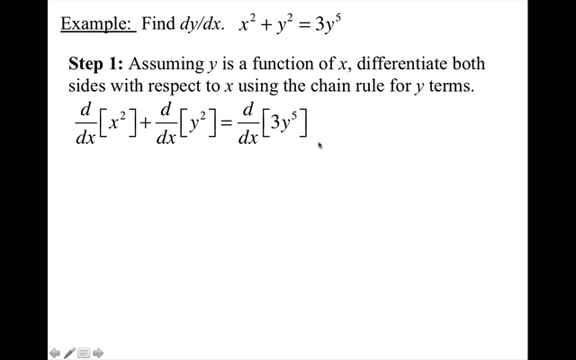 Example: Find dy/dx. x² + y² = 3y⁵
Step 1: Assuming y is a function of x, differentiate both
sides with respect to x using the chain rule for y terms.
d/dx[x²] + d/dx[y²] = d/dx[3y⁵]